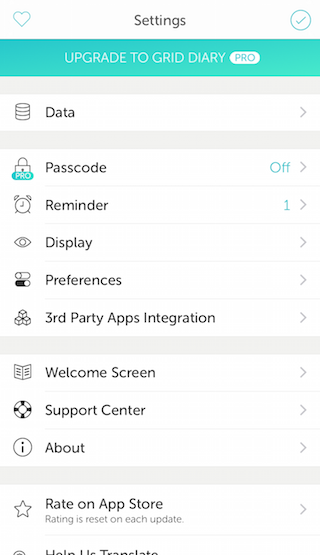 Settings
UPGRADE TO GRID DIARY PRO
Data
Passcode Off
PRO
Reminder 1
Display
Preferences
3rd Party Apps Integration
Welcome Screen
Support Center
About
Rate on App Store
Rating is reset on each update.
Help Us Translate